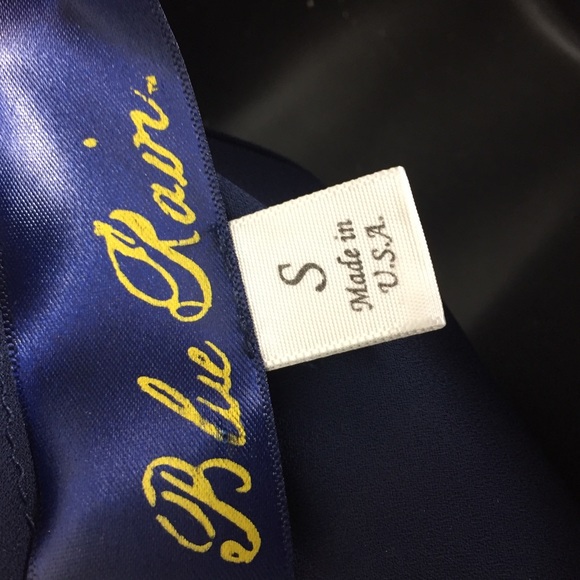 Blue Rain
S
Made in
U.S.A.